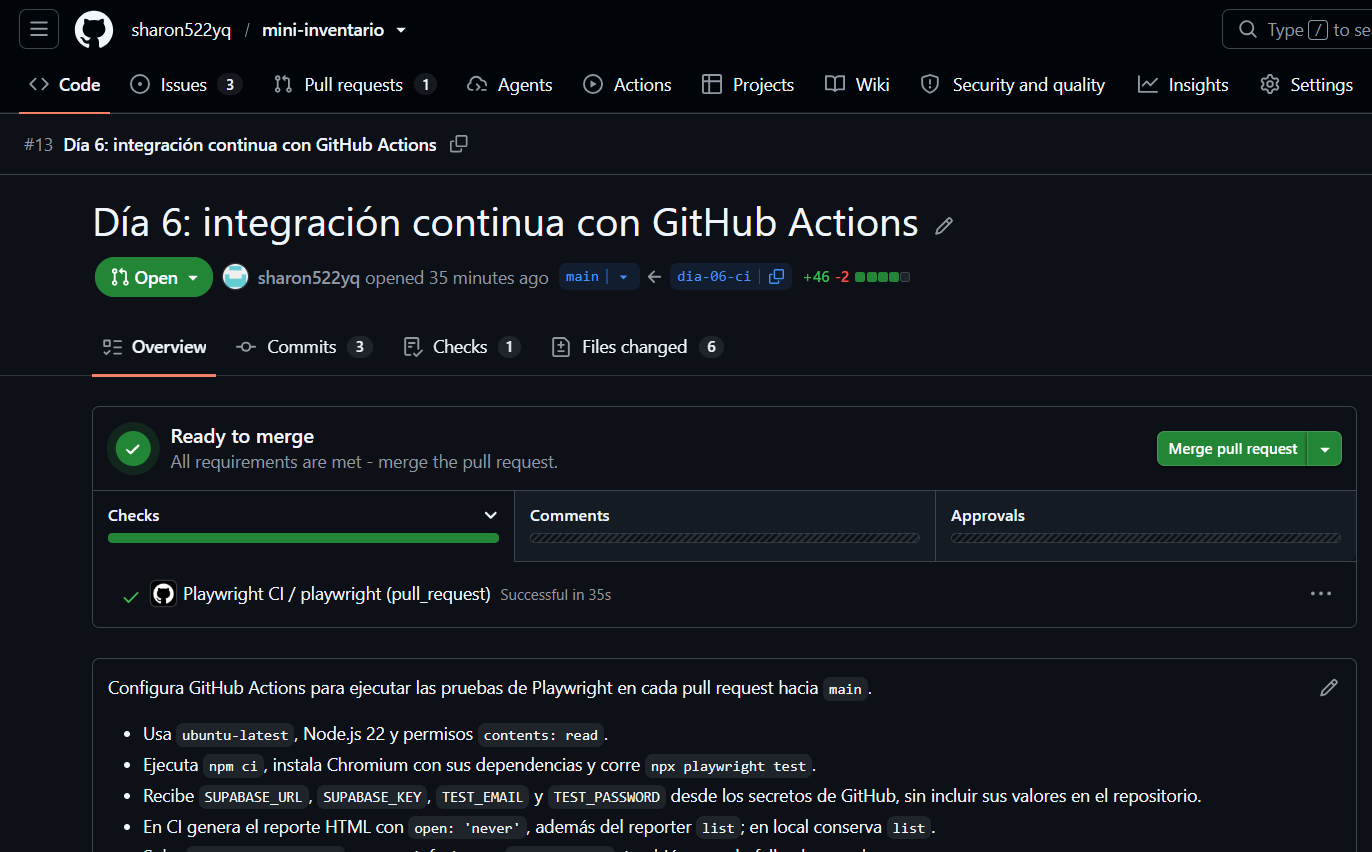 sharon522yq / mini-inventario
Type / to se
Code Issues 3 Pull requests 1 Agents Actions Projects Wiki Security and quality Insights Settings
#13 Día 6: integración continua con GitHub Actions
Día 6: integración continua con GitHub Actions
Open sharon522yq opened 35 minutes ago main ← dia-06-ci +46 -2
Overview Commits 3 Checks 1 Files changed 6
Ready to merge
All requirements are met - merge the pull request.
Merge pull request
Checks Comments Approvals
Playwright CI / playwright (pull_request) Successful in 35s
Configura GitHub Actions para ejecutar las pruebas de Playwright en cada pull request hacia main.
• Usa ubuntu-latest, Node.js 22 y permisos contents: read.
• Ejecuta npm ci, instala Chromium con sus dependencias y corre npx playwright test.
• Recibe SUPABASE_URL, SUPABASE_KEY, TEST_EMAIL y TEST_PASSWORD desde los secretos de GitHub, sin incluir sus valores en el repositorio.
• En CI genera el reporte HTML con open: 'never', además del reporter list; en local conserva list.